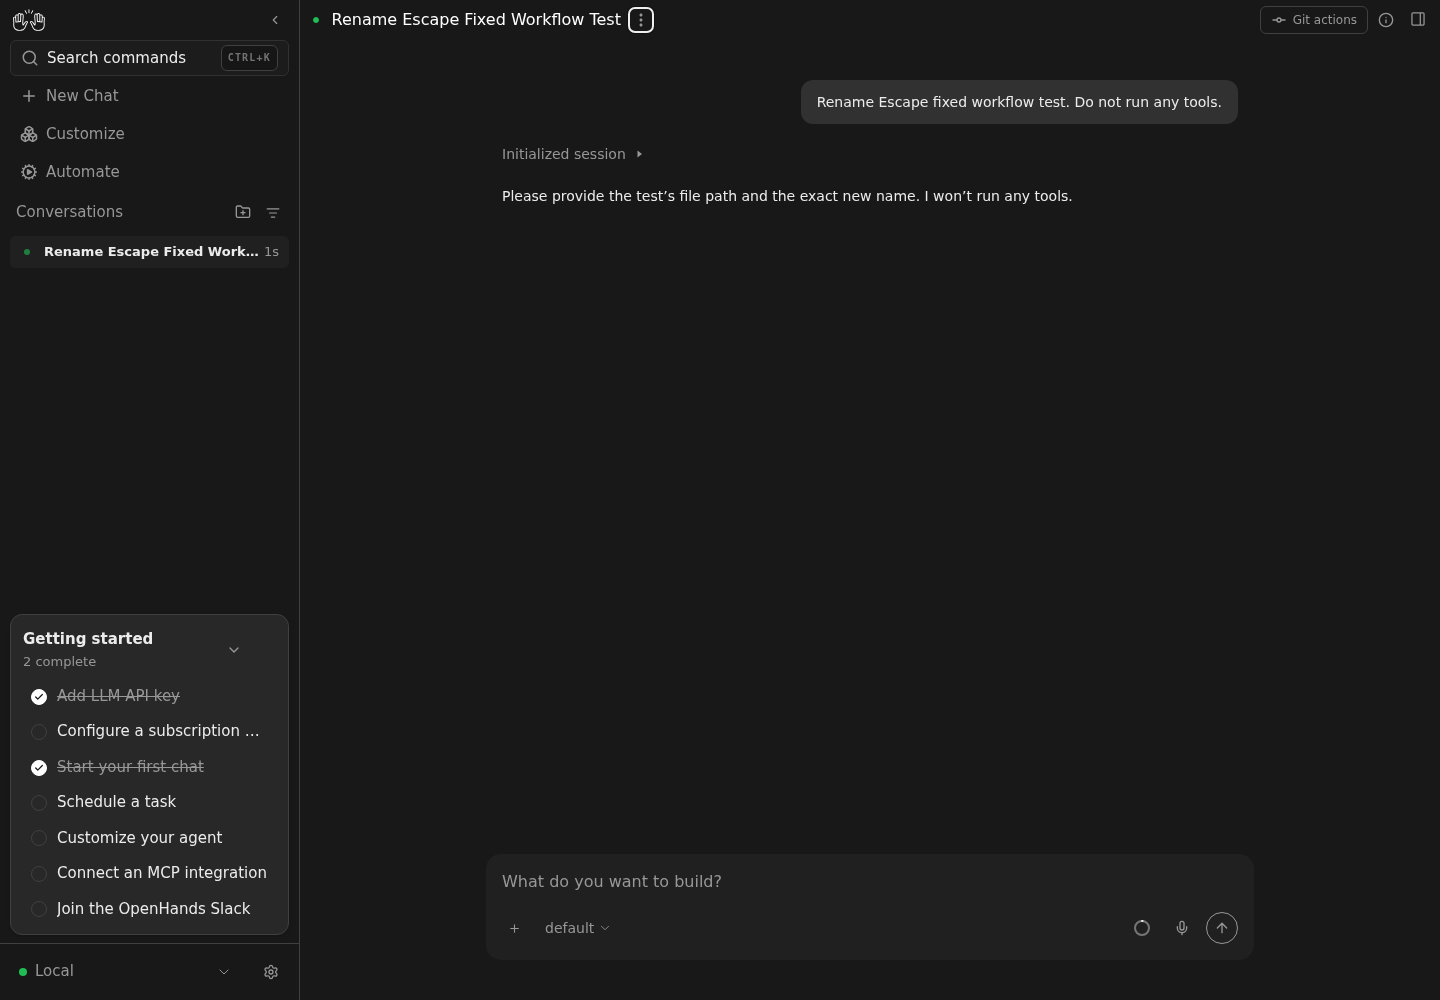 Search commands
CTRL+K
New Chat
Customize
Automate
Conversations
Rename Escape Fixed Work... 1s
Getting started
2 complete
Add LLM API key
Configure a subscription ...
Start your first chat
Schedule a task
Customize your agent
Connect an MCP integration
Join the OpenHands Slack
Local
Rename Escape Fixed Workflow Test
Git actions
Rename Escape fixed workflow test. Do not run any tools.
Initialized session
Please provide the test’s file path and the exact new name. I won’t run any tools.
What do you want to build?
default